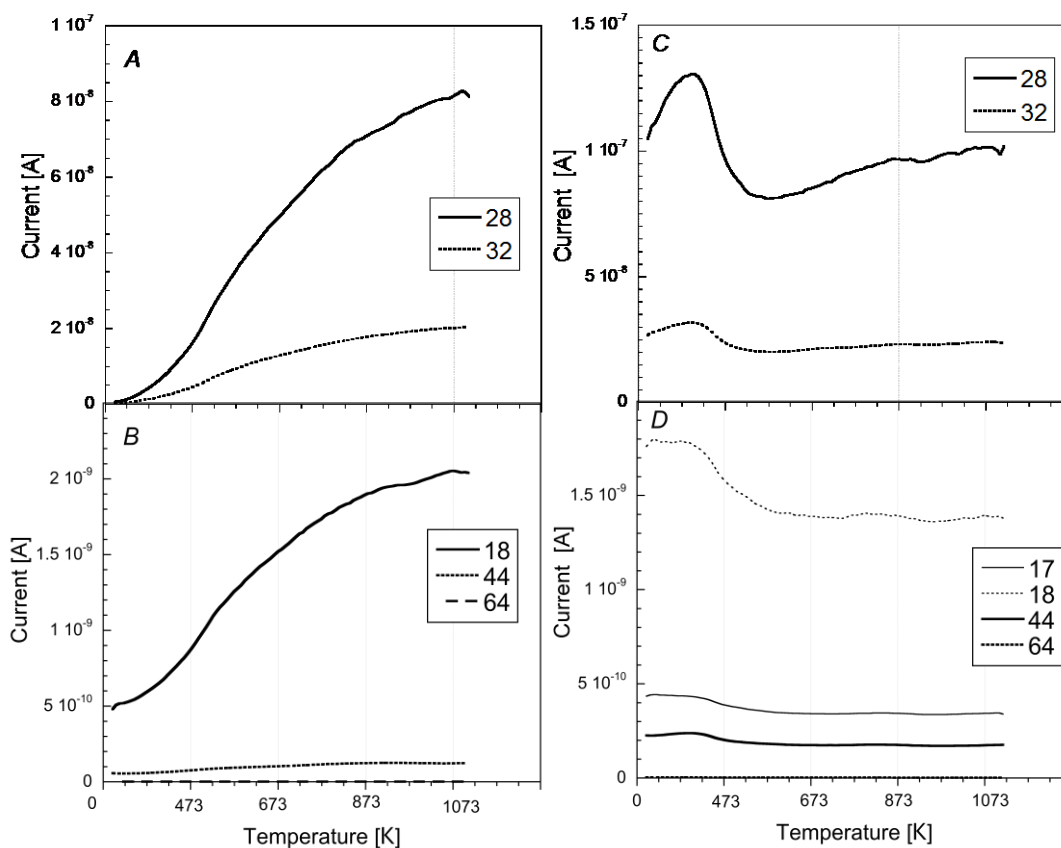 A
1 10⁻⁷
8 10⁻⁸
6 10⁻⁸
4 10⁻⁸
2 10⁻⁸
0
Current [A]
28
32
B
2 10⁻⁹
1.5 10⁻⁹
1 10⁻⁹
5 10⁻¹⁰
0
Current [A]
18
44
64
0 473 673 873 1073
Temperature [K]
C
1.5 10⁻⁷
1 10⁻⁷
5 10⁻⁸
0
Current [A]
28
32
D
1.5 10⁻⁹
1 10⁻⁹
5 10⁻¹⁰
0
Current [A]
17
18
44
64
473 673 873 1073
Temperature [K]